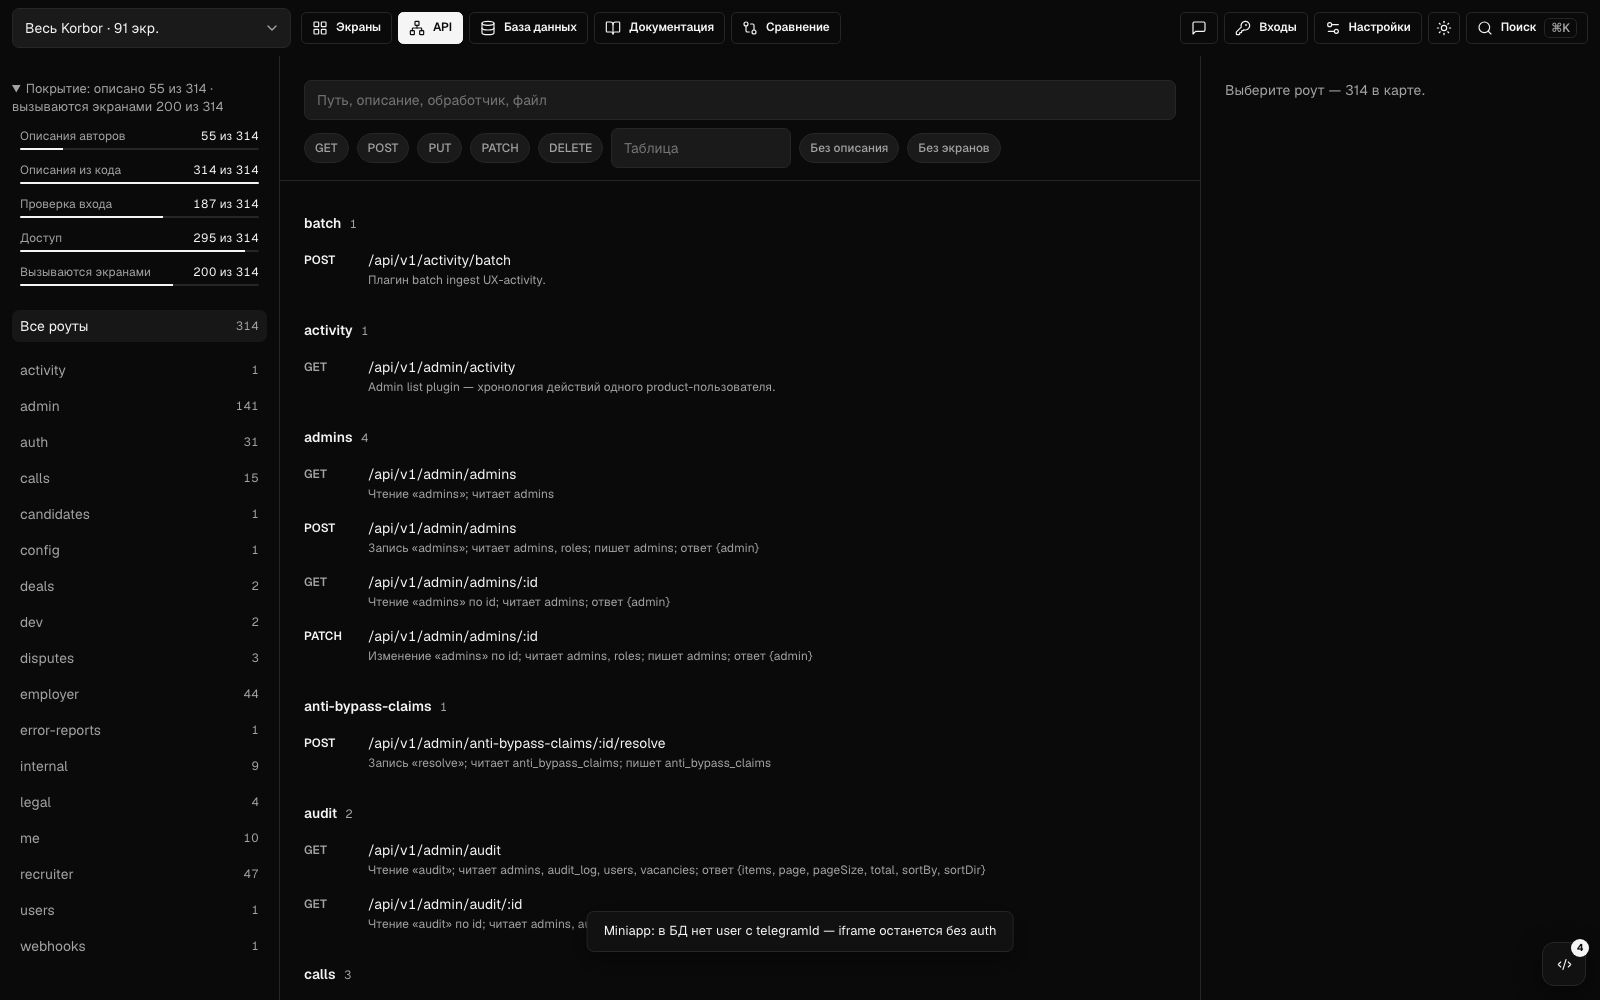 Весь Korbor · 91 экр.
Экраны
API
База данных
Документация
Сравнение
Входы
Настройки
Поиск
⌘K
▼ Покрытие: описано 55 из 314 ·
вызываются экранами 200 из 314
Описания авторов 55 из 314
Описания из кода 314 из 314
Проверка входа 187 из 314
Доступ 295 из 314
Вызываются экранами 200 из 314
Все роуты 314
activity 1
admin 141
auth 31
calls 15
candidates 1
config 1
deals 2
dev 2
disputes 3
employer 44
error-reports 1
internal 9
legal 4
me 10
recruiter 47
users 1
webhooks 1
Путь, описание, обработчик, файл
GET POST PUT PATCH DELETE Таблица Без описания Без экранов
batch 1
POST /api/v1/activity/batch
Плагин batch ingest UX-activity.
activity 1
GET /api/v1/admin/activity
Admin list plugin — хронология действий одного product-пользователя.
admins 4
GET /api/v1/admin/admins
Чтение «admins»; читает admins
POST /api/v1/admin/admins
Запись «admins»; читает admins, roles; пишет admins; ответ {admin}
GET /api/v1/admin/admins/:id
Чтение «admins» по id; читает admins; ответ {admin}
PATCH /api/v1/admin/admins/:id
Изменение «admins» по id; читает admins, roles; пишет admins; ответ {admin}
anti-bypass-claims 1
POST /api/v1/admin/anti-bypass-claims/:id/resolve
Запись «resolve»; читает anti_bypass_claims; пишет anti_bypass_claims
audit 2
GET /api/v1/admin/audit
Чтение «audit»; читает admins, audit_log, users, vacancies; ответ {items, page, pageSize, total, sortBy, sortDir}
GET /api/v1/admin/audit/:id
Чтение «audit» по id; читает admins,
calls 3
Выберите роут — 314 в карте.
Miniapp: в БД нет user с telegramId — iframe останется без auth
4